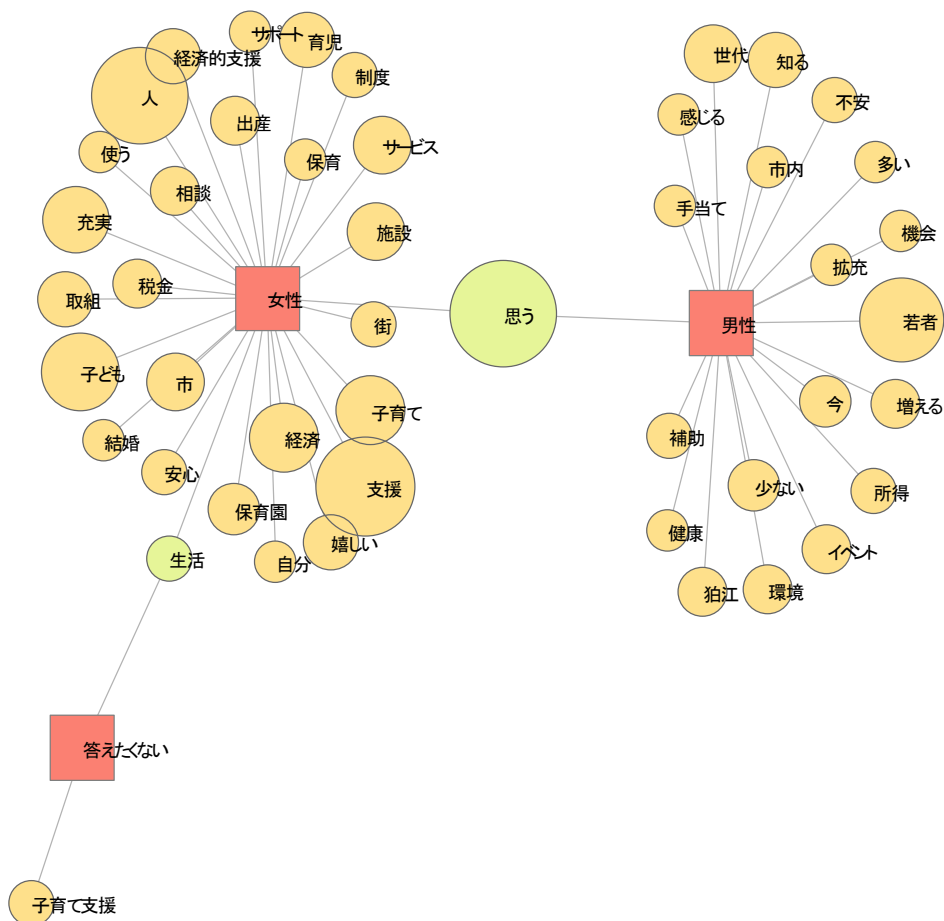 サポート
経済的支援
育児
制度
人
出産
使う
保育
サービス
相談
充実
施設
税金
取組
女性
街
子ども
市
子育て
結婚
経済
安心
支援
保育園
嬉しい
生活
自分
思う
世代
知る
不安
感じる
市内
多い
手当て
機会
拡充
男性
若者
今
増える
補助
少ない
所得
健康
イベント
狛江
環境
答えたくない
子育て支援